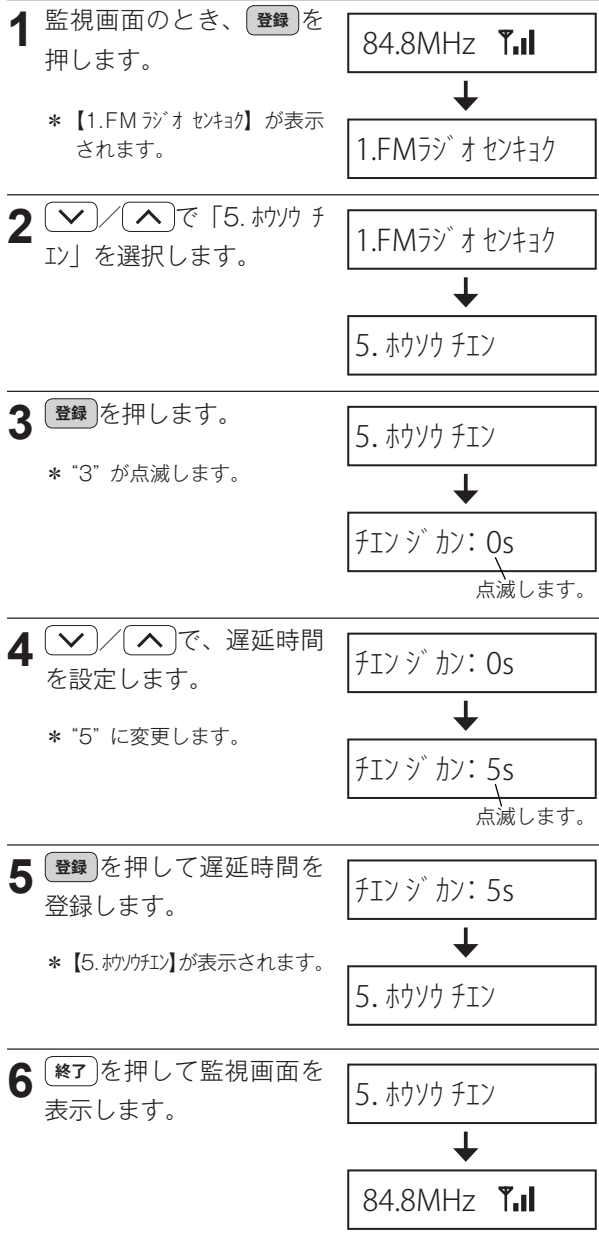 1 監視画面のとき、登録を
押します。
＊【1.FMﾗｼﾞｵ ｾﾝｷｮｸ】が表示
されます。
84.8MHz
1.FMﾗｼﾞｵ ｾﾝｷｮｸ
2 ／で「5. ﾎｳｿｳ ﾁ
ｴﾝ」を選択します。
1.FMﾗｼﾞｵ ｾﾝｷｮｸ
5. ﾎｳｿｳ ﾁｴﾝ
3 登録を押します。
＊“3”が点滅します。
5. ﾎｳｿｳ ﾁｴﾝ
ﾁｴﾝ ｼﾞｶﾝ: 0s
点滅します。
4 ／で、遅延時間
を設定します。
＊“5”に変更します。
ﾁｴﾝ ｼﾞｶﾝ: 0s
ﾁｴﾝ ｼﾞｶﾝ: 5s
点滅します。
5 登録を押して遅延時間を
登録します。
＊【5.ﾎｳｿｳﾁｴﾝ】が表示されます。
ﾁｴﾝ ｼﾞｶﾝ: 5s
5. ﾎｳｿｳ ﾁｴﾝ
6 終了を押して監視画面を
表示します。
5. ﾎｳｿｳ ﾁｴﾝ
84.8MHz